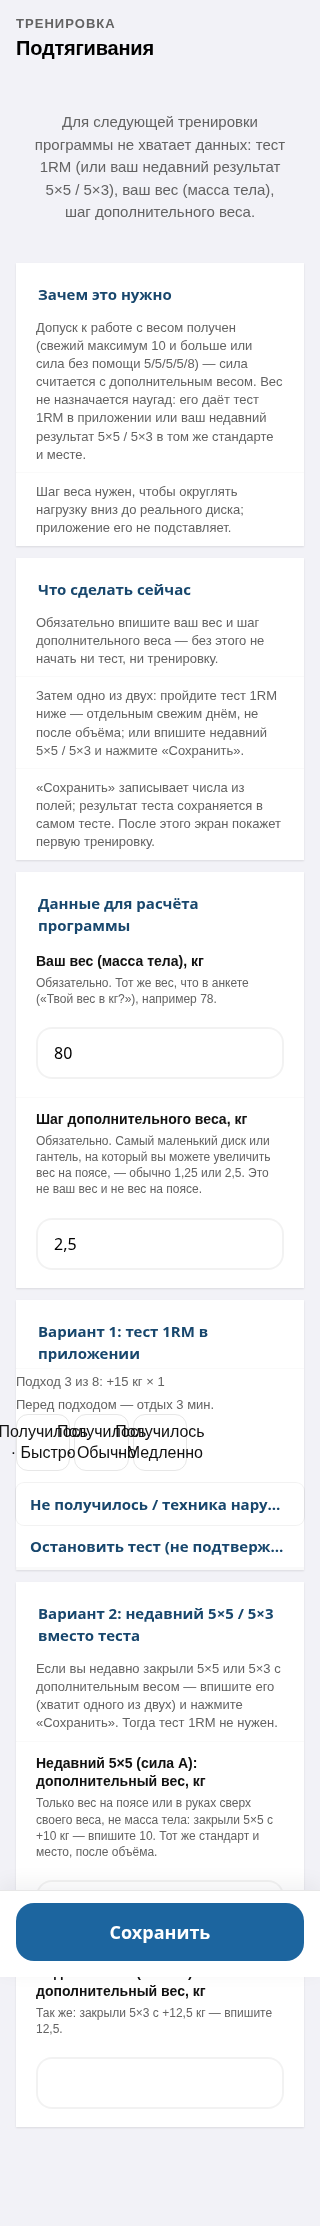 ТРЕНИРОВКА
Подтягивания
Для следующей тренировки
программы не хватает данных: тест
1RM (или ваш недавний результат
5×5 / 5×3), ваш вес (масса тела),
шаг дополнительного веса.
Зачем это нужно
Допуск к работе с весом получен
(свежий максимум 10 и больше или
сила без помощи 5/5/5/5/8) — сила
считается с дополнительным весом. Вес
не назначается наугад: его даёт тест
1RM в приложении или ваш недавний
результат 5×5 / 5×3 в том же стандарте
и месте.
Шаг веса нужен, чтобы округлять
нагрузку вниз до реального диска;
приложение его не подставляет.
Что сделать сейчас
Обязательно впишите ваш вес и шаг
дополнительного веса — без этого не
начать ни тест, ни тренировку.
Затем одно из двух: пройдите тест 1RM
ниже — отдельным свежим днём, не
после объёма; или впишите недавний
5×5 / 5×3 и нажмите «Сохранить».
«Сохранить» записывает числа из
полей; результат теста сохраняется в
самом тесте. После этого экран покажет
первую тренировку.
Данные для расчёта
программы
Ваш вес (масса тела), кг
Обязательно. Тот же вес, что в анкете
(«Твой вес в кг?»), например 78.
80
Шаг дополнительного веса, кг
Обязательно. Самый маленький диск или
гантель, на который вы можете увеличить
вес на поясе, — обычно 1,25 или 2,5. Это
не ваш вес и не вес на поясе.
2,5
Вариант 1: тест 1RM в
приложении
Подход 3 из 8: +15 кг × 1
Перед подходом — отдых 3 мин.
Получилось · Быстро
Получилось · Обычно
Получилось · Медленно
Не получилось / техника нару...
Остановить тест (не подтверж...
Вариант 2: недавний 5×5 / 5×3
вместо теста
Если вы недавно закрыли 5×5 или 5×3 с
дополнительным весом — впишите его
(хватит одного из двух) и нажмите
«Сохранить». Тогда тест 1RM не нужен.
Недавний 5×5 (сила A):
дополнительный вес, кг
Только вес на поясе или в руках сверх
своего веса, не масса тела: закрыли 5×5 с
+10 кг — впишите 10. Тот же стандарт и
место, после объёма.
Сохранить
дополнительный вес, кг
Так же: закрыли 5×3 с +12,5 кг — впишите
12,5.